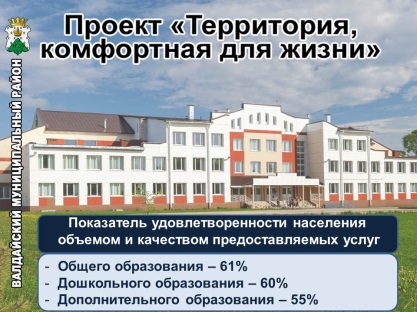 Проект «Территория,
комфортная для жизни»
ВАЛДАЙСКИЙ МУНИЦИПАЛЬНЫЙ РАЙОН
Показатель удовлетворенности населения
объемом и качеством предоставляемых услуг
- Общего образования – 61%
- Дошкольного образования – 60%
- Дополнительного образования – 55%